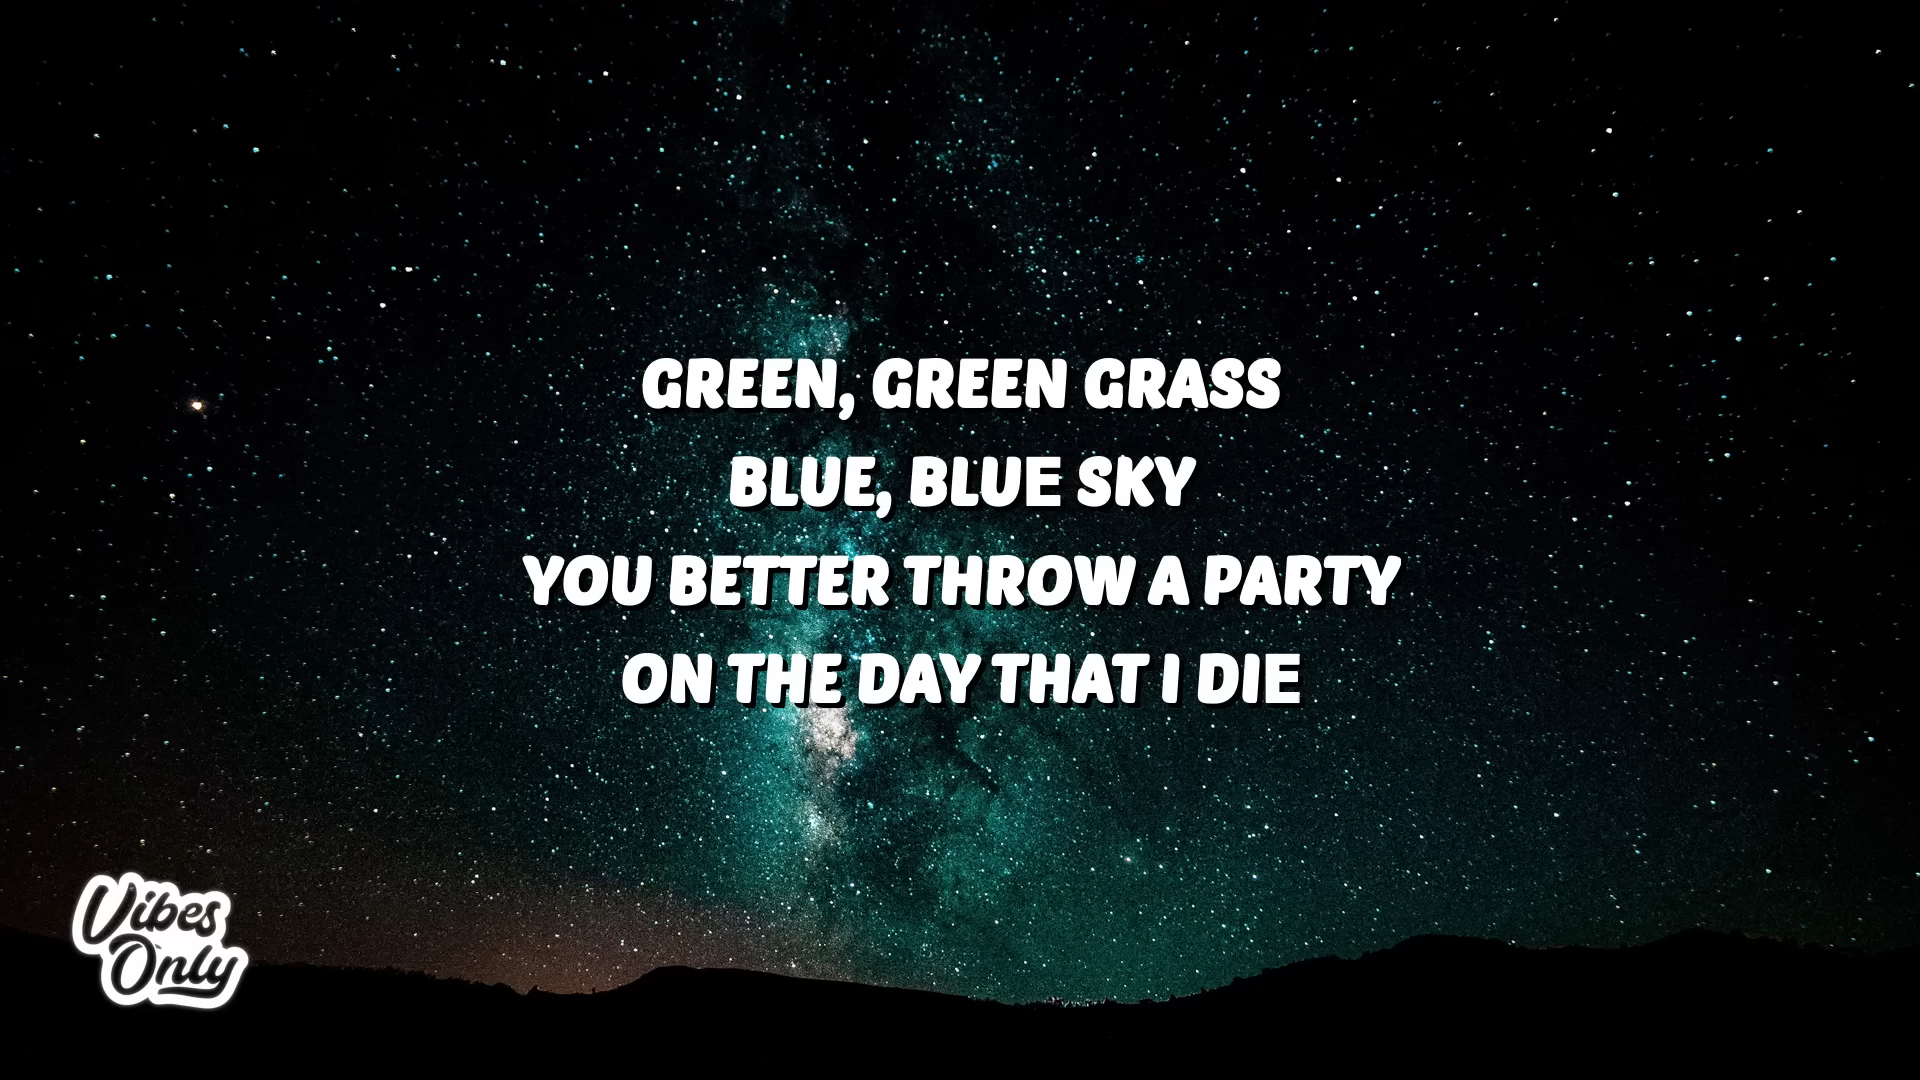 GREEN, GREEN GRASS
BLUE, BLUE SKY
YOU BETTER THROW A PARTY
ON THE DAY THAT I DIE
Vibes
Only